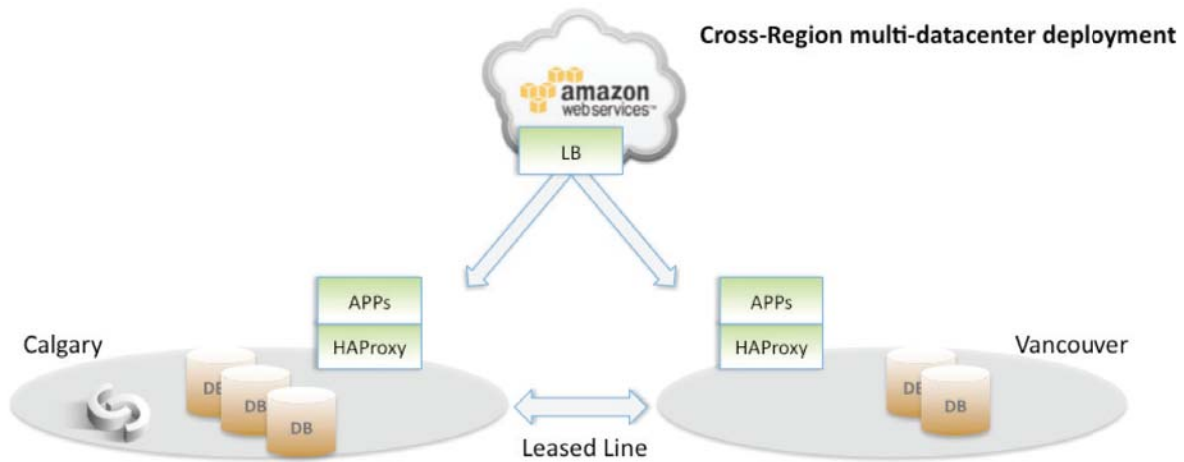 Cross-Region multi-datacenter deployment
amazon
webservices™
LB
APPs
HAProxy
APPs
HAProxy
Calgary
Vancouver
DB
DB
DB
DB
DB
Leased Line